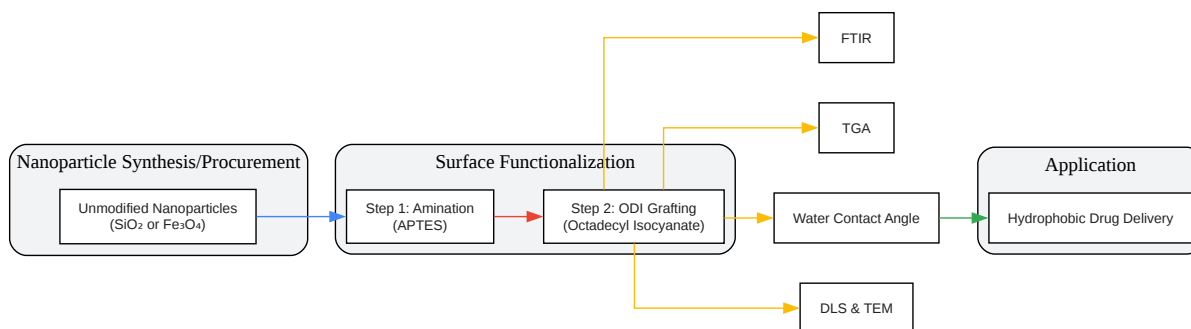 Nanoparticle Synthesis/Procurement
Unmodified Nanoparticles
(SiO₂ or Fe₃O₄)
Surface Functionalization
Step 1: Amination
(APTES)
Step 2: ODI Grafting
(Octadecyl Isocyanate)
FTIR
TGA
Water Contact Angle
DLS & TEM
Application
Hydrophobic Drug Delivery